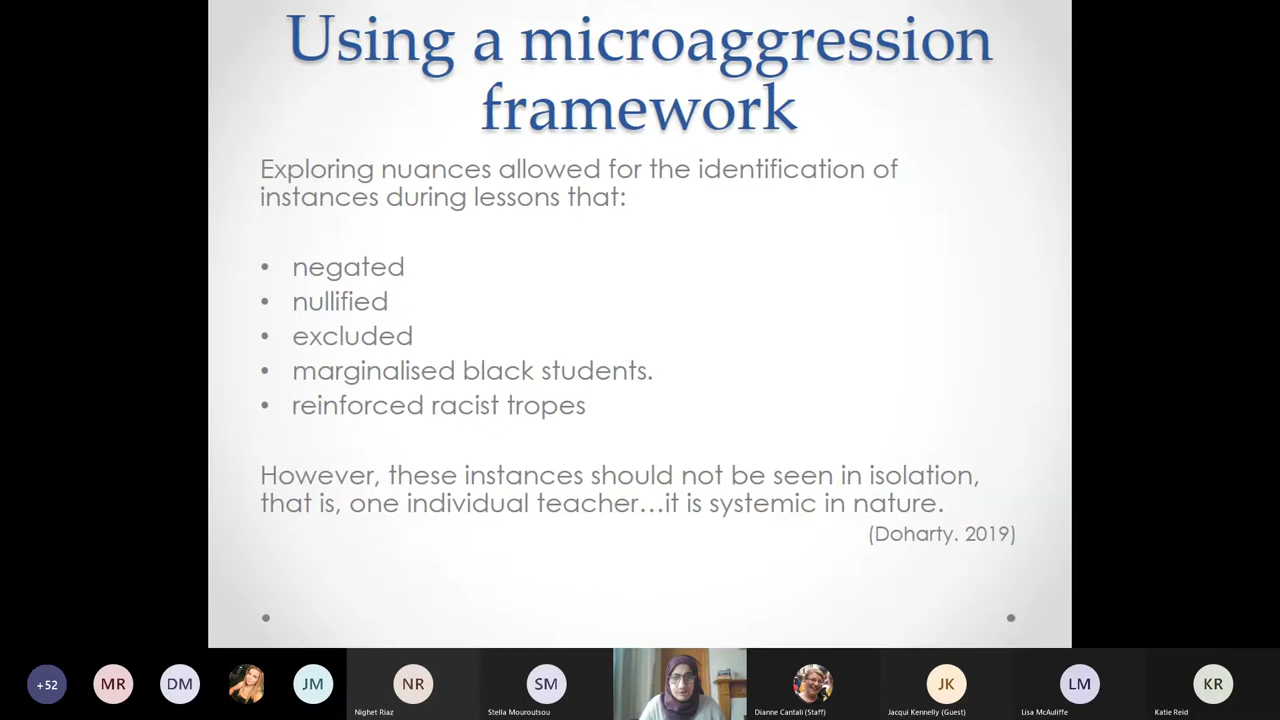 Using a microaggression
framework
Exploring nuances allowed for the identification of
instances during lessons that:
• negated
• nullified
• excluded
• marginalised black students.
• reinforced racist tropes
However, these instances should not be seen in isolation,
that is, one individual teacher...it is systemic in nature.
(Doharty. 2019)
+52
MR
DM
JM
NR
Nighet Riaz
SM
Stella Mouroutsou
Dianne Cantali (Staff)
JK
Jacqui Kennelly (Guest)
LM
Lisa McAuliffe
KR
Katie Reid